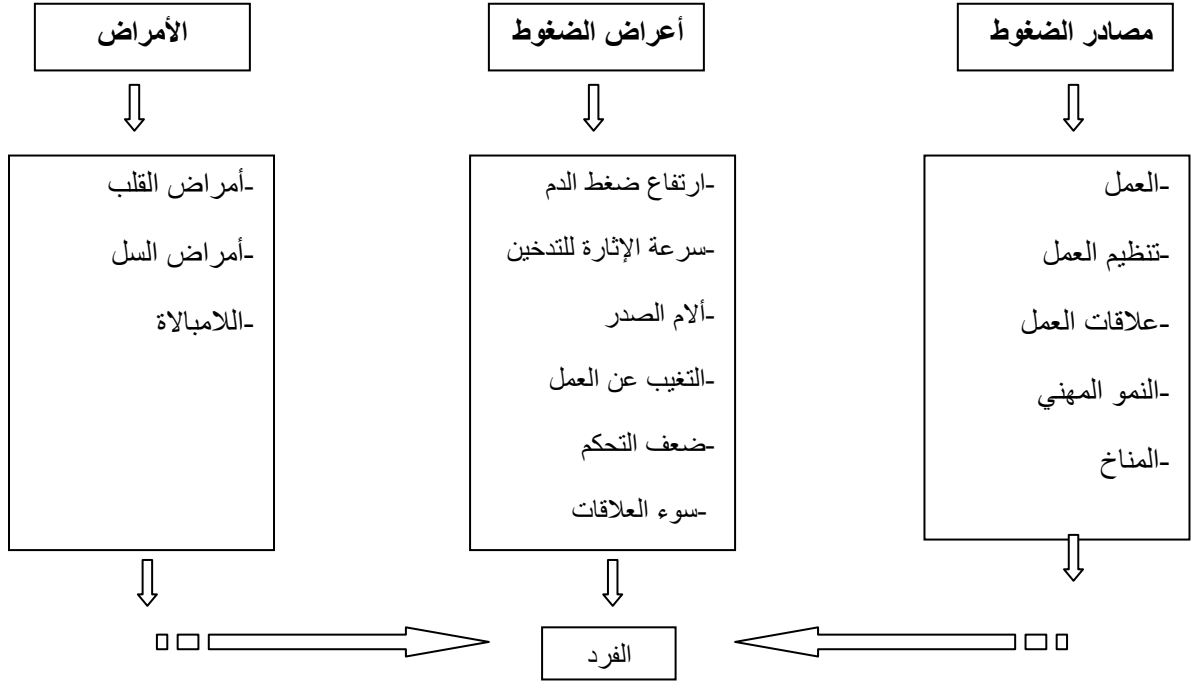 مصادر الضغوط
أعراض الضغوط
الأمراض
-العمل
-تنظيم العمل
-علاقات العمل
-النمو المهني
-المناخ
-ارتفاع ضغط الدم
-سرعة الإثارة للتدخين
-ألام الصدر
-التغيب عن العمل
-ضعف التحكم
-سوء العلاقات
-أمراض القلب
-أمراض السل
-اللامبالاة
الفرد